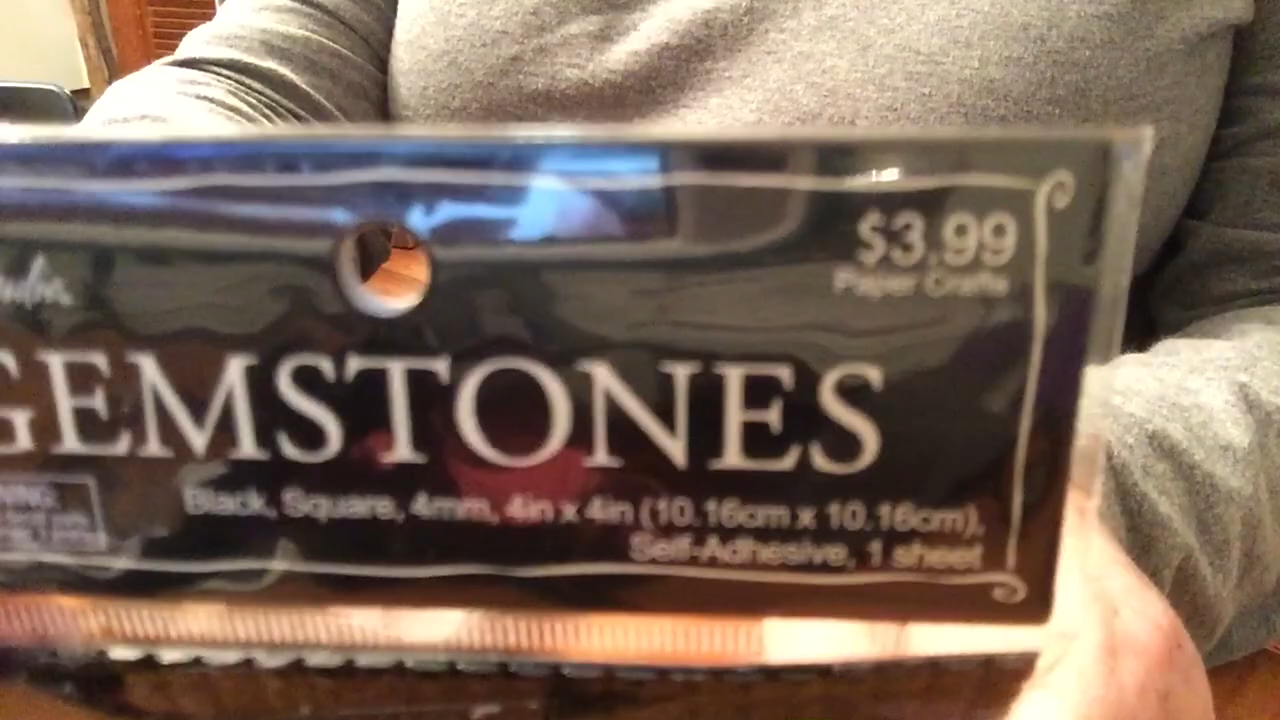 $3.99
Paper Crafts
GEMSTONES
Black, Square, 4mm, 4in x 4in (10.16cm x 10.16cm),
Self-Adhesive, 1 sheet